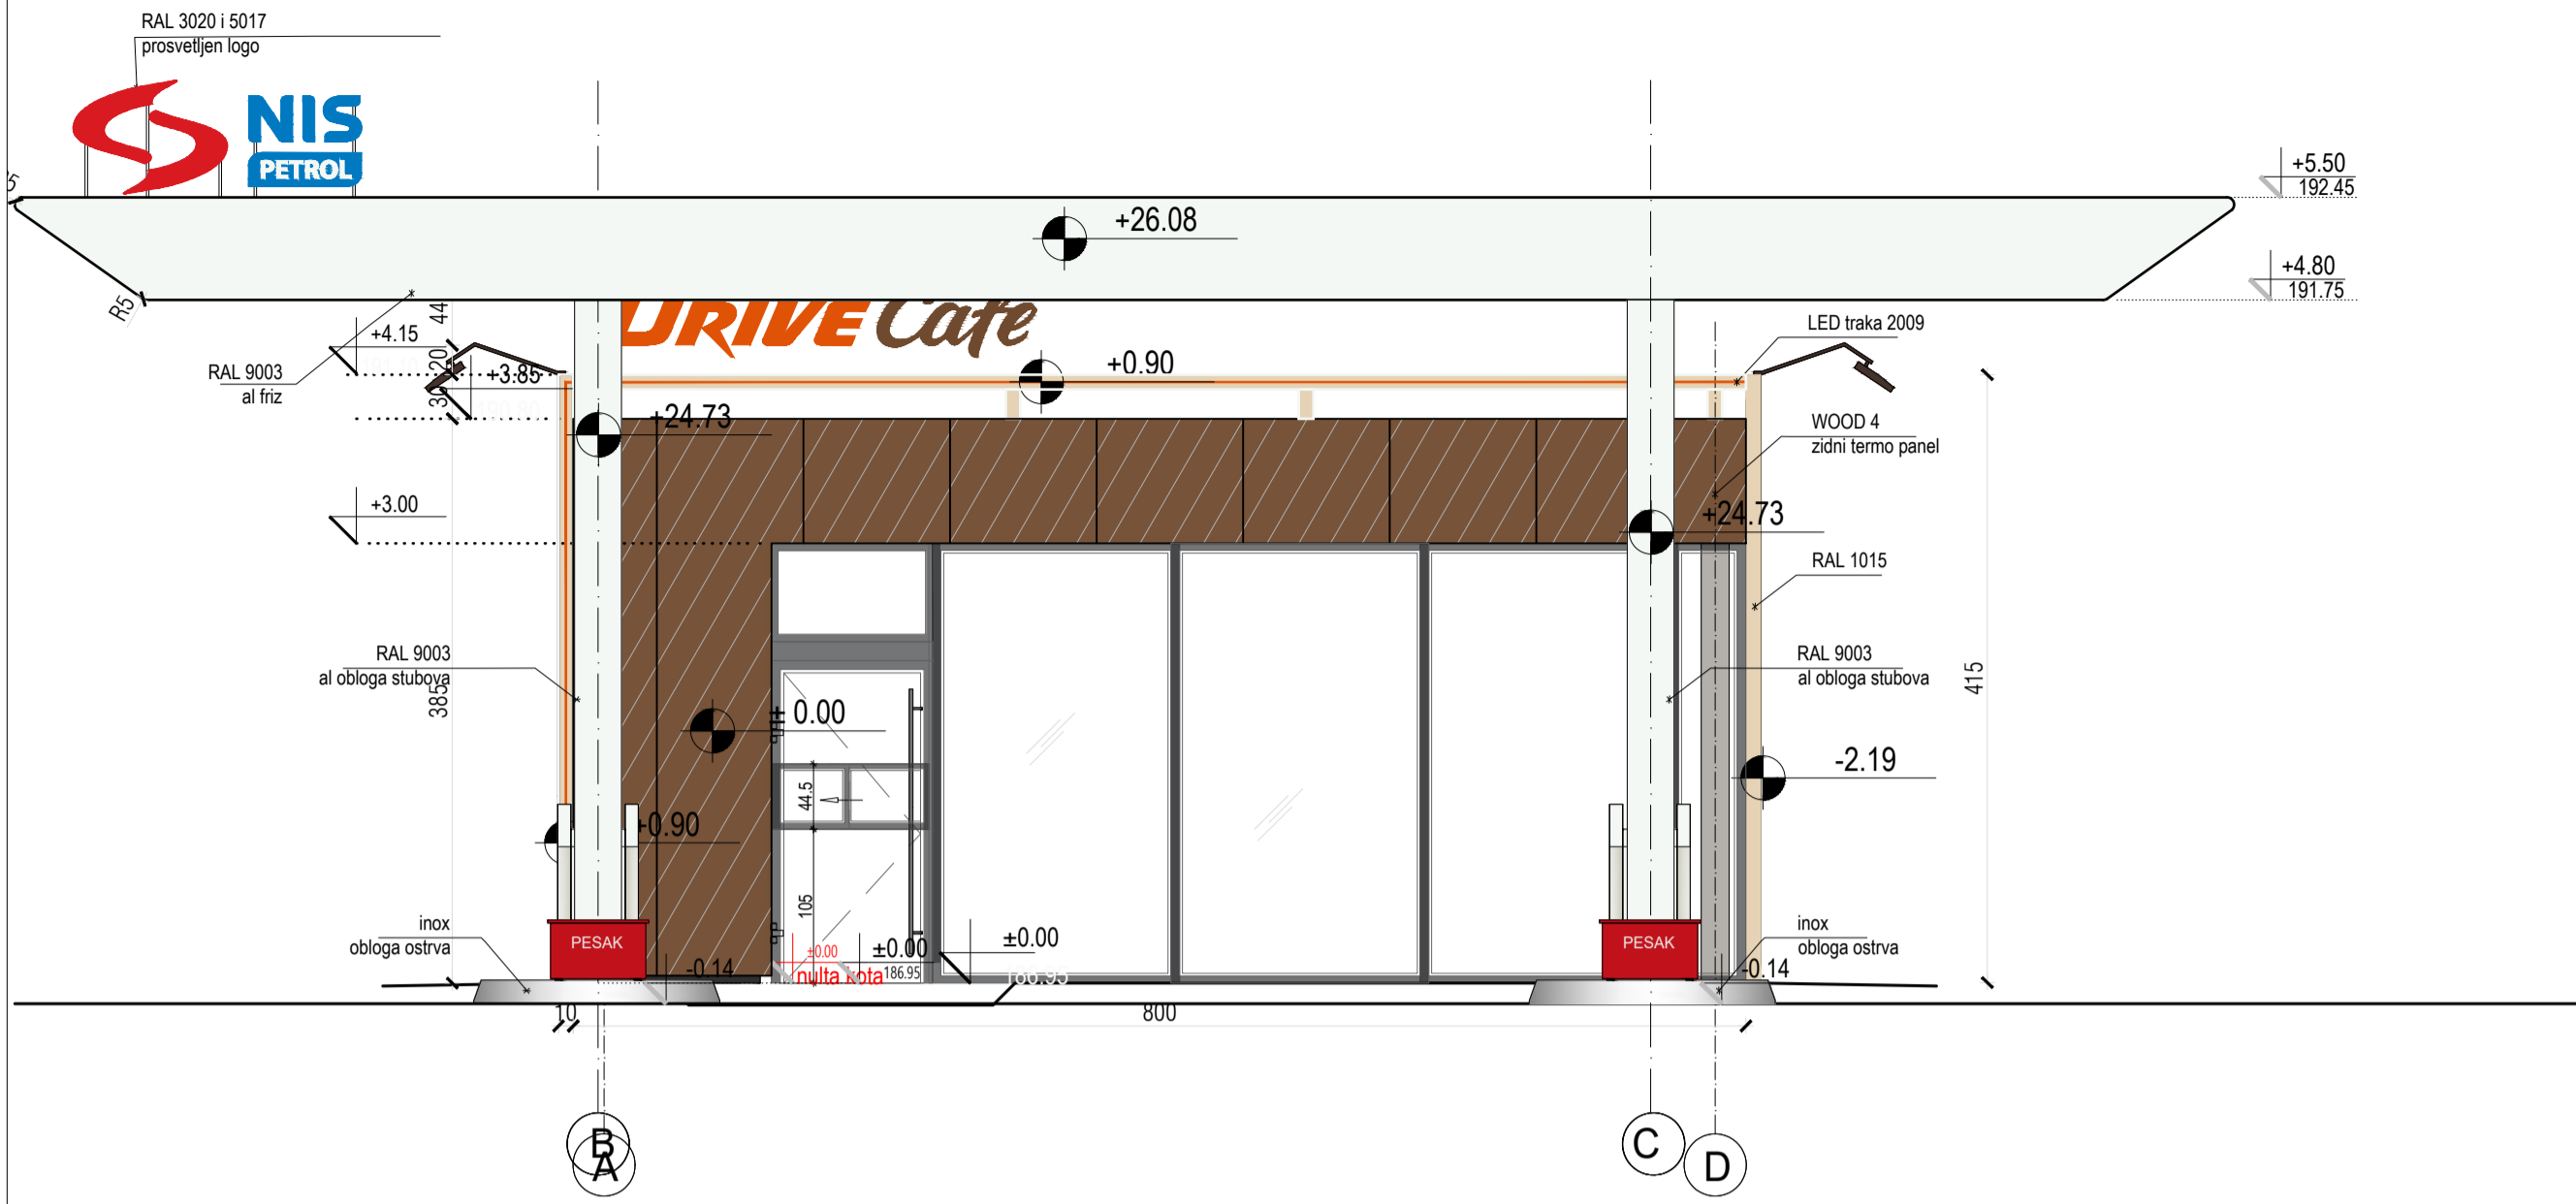 RAL 3020 i 5017
prosvetljen logo
NIS
PETROL
+5.50
192.45
+26.08
+4.80
191.75
R5
44
DRIVE Cafe
LED traka 2009
+4.15
20
+0.90
RAL 9003
al friz
+3.85
30
+24.73
WOOD 4
zidni termo panel
+3.00
+24.73
RAL 1015
RAL 9003
al obloga stubova
385
RAL 9003
al obloga stubova
415
± 0.00
-2.19
44.5
+0.90
105
inox
obloga ostrva
PESAK
±0.00
±0.00
±0.00
PESAK
inox
obloga ostrva
-0.14
nulta kota
186.95
186.95
-0.14
10
800
B
A
C
D